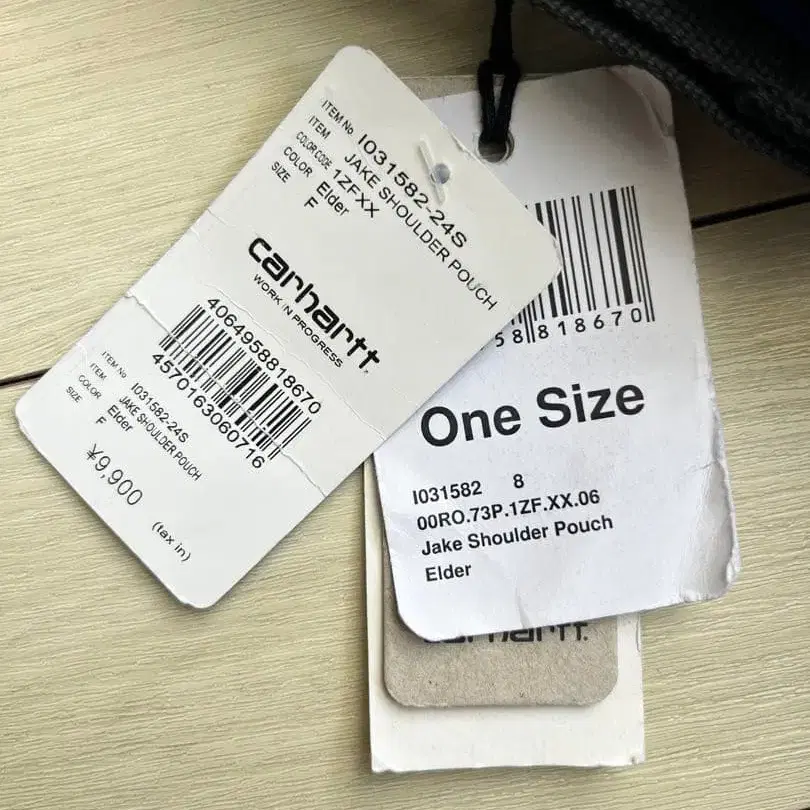 ITEM No. I031582-24S
ITEM JAKE SHOULDER POUCH
COLOR CODE 1ZFXX
COLOR Elder
SIZE F
carhartt
WORK IN PROGRESS
4064958818670
4570163060716
ITEM No. I031582-24S
ITEM JAKE SHOULDER POUCH
COLOR Elder
SIZE F
¥9,900
(tax in)
58818670
One Size
I031582 8
00RO.73P.1ZF.XX.06
Jake Shoulder Pouch
Elder
carhartt.